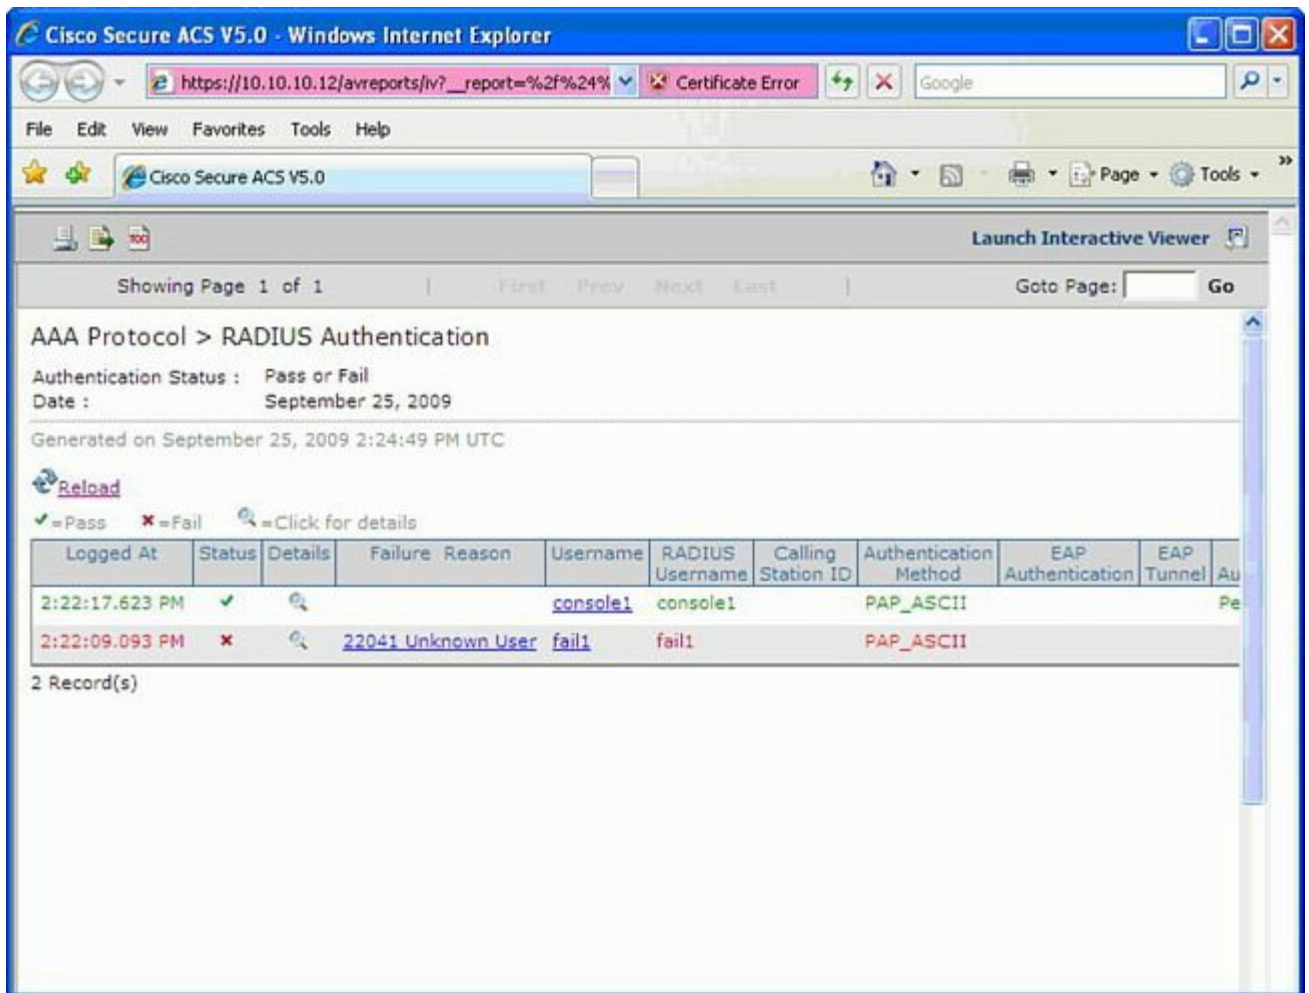 Cisco Secure ACS V5.0 - Windows Internet Explorer
https://10.10.10.12/avreports/iv?__report=%2f%24% Certificate Error Google
File Edit View Favorites Tools Help
Cisco Secure ACS V5.0 Page Tools
TOC Launch Interactive Viewer
Showing Page 1 of 1 | First Prev Next Last | Goto Page: Go
AAA Protocol > RADIUS Authentication
Authentication Status : Pass or Fail
Date : September 25, 2009
Generated on September 25, 2009 2:24:49 PM UTC
Reload
=Pass =Fail =Click for details
Logged At Status Details Failure Reason Username RADIUS Username Calling Station ID Authentication Method EAP Authentication EAP Tunnel Au
2:22:17.623 PM console1 console1 PAP_ASCII Pe
2:22:09.093 PM 22041 Unknown User fail1 fail1 PAP_ASCII
2 Record(s)